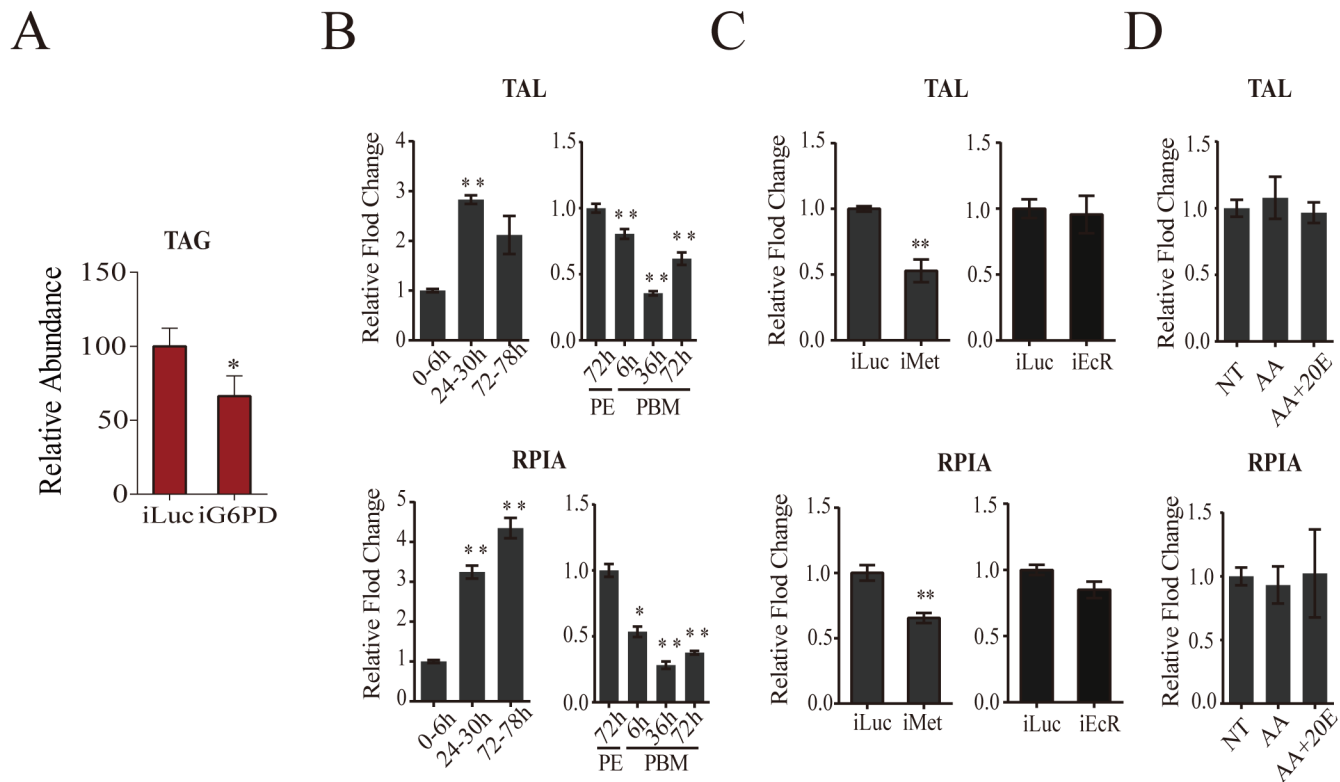 A
B
C
D
TAG
Relative Abundance
150
100
50
0
iLuc iG6PD
*
TAL
Relative Flod Change
4
3
2
1
0
**
0-6h
24-30h
72-78h
1.5
1.0
0.5
0.0
**
**
**
72h
6h
36h
72h
PE
PBM
RPIA
Relative Flod Change
5
4
3
2
1
0
**
**
0-6h
24-30h
72-78h
1.5
1.0
0.5
0.0
*
**
**
72h
6h
36h
72h
PE
PBM
TAL
Relative Flod Change
1.5
1.0
0.5
0.0
**
iLuc iMet
1.5
1.0
0.5
0.0
iLuc iEcR
RPIA
Relative Flod Change
1.5
1.0
0.5
0.0
**
iLuc iMet
1.5
1.0
0.5
0.0
iLuc iEcR
TAL
Relative Flod Change
1.5
1.0
0.5
0.0
NT
AA
AA+20E
RPIA
Relative Flod Change
1.5
1.0
0.5
0.0
NT
AA
AA+20E